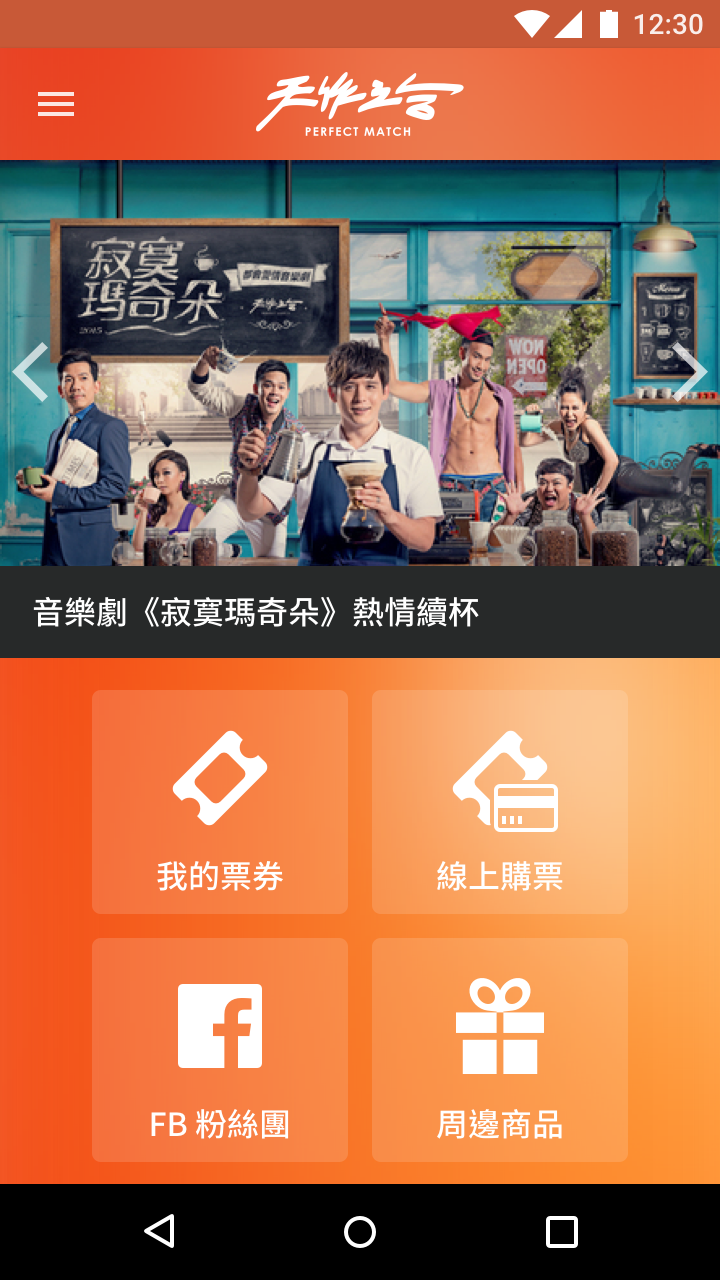 12:30
天作之合
PERFECT MATCH
寂寞
瑪奇朵
都會愛情音樂劇
天作之合
2015
Menu
NOW
OPEN
TIMES
音樂劇《寂寞瑪奇朵》熱情續杯
我的票券
線上購票
FB 粉絲團
周邊商品